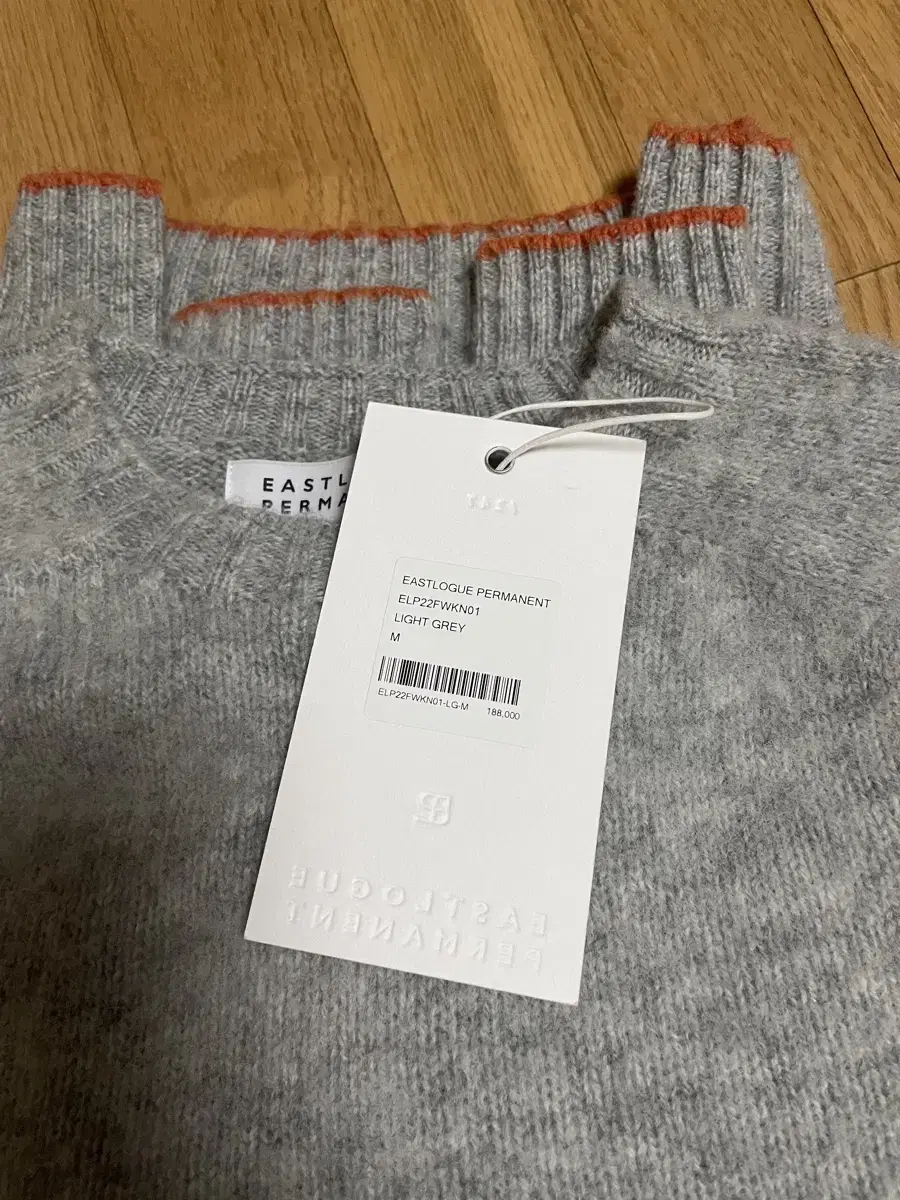 EASTL
PERMA
EASTLOGUE PERMANENT
ELP22FWKN01
LIGHT GREY
M
ELP22FWKN01-LG-M 188,000
EASTLOGUE
PERMANENT